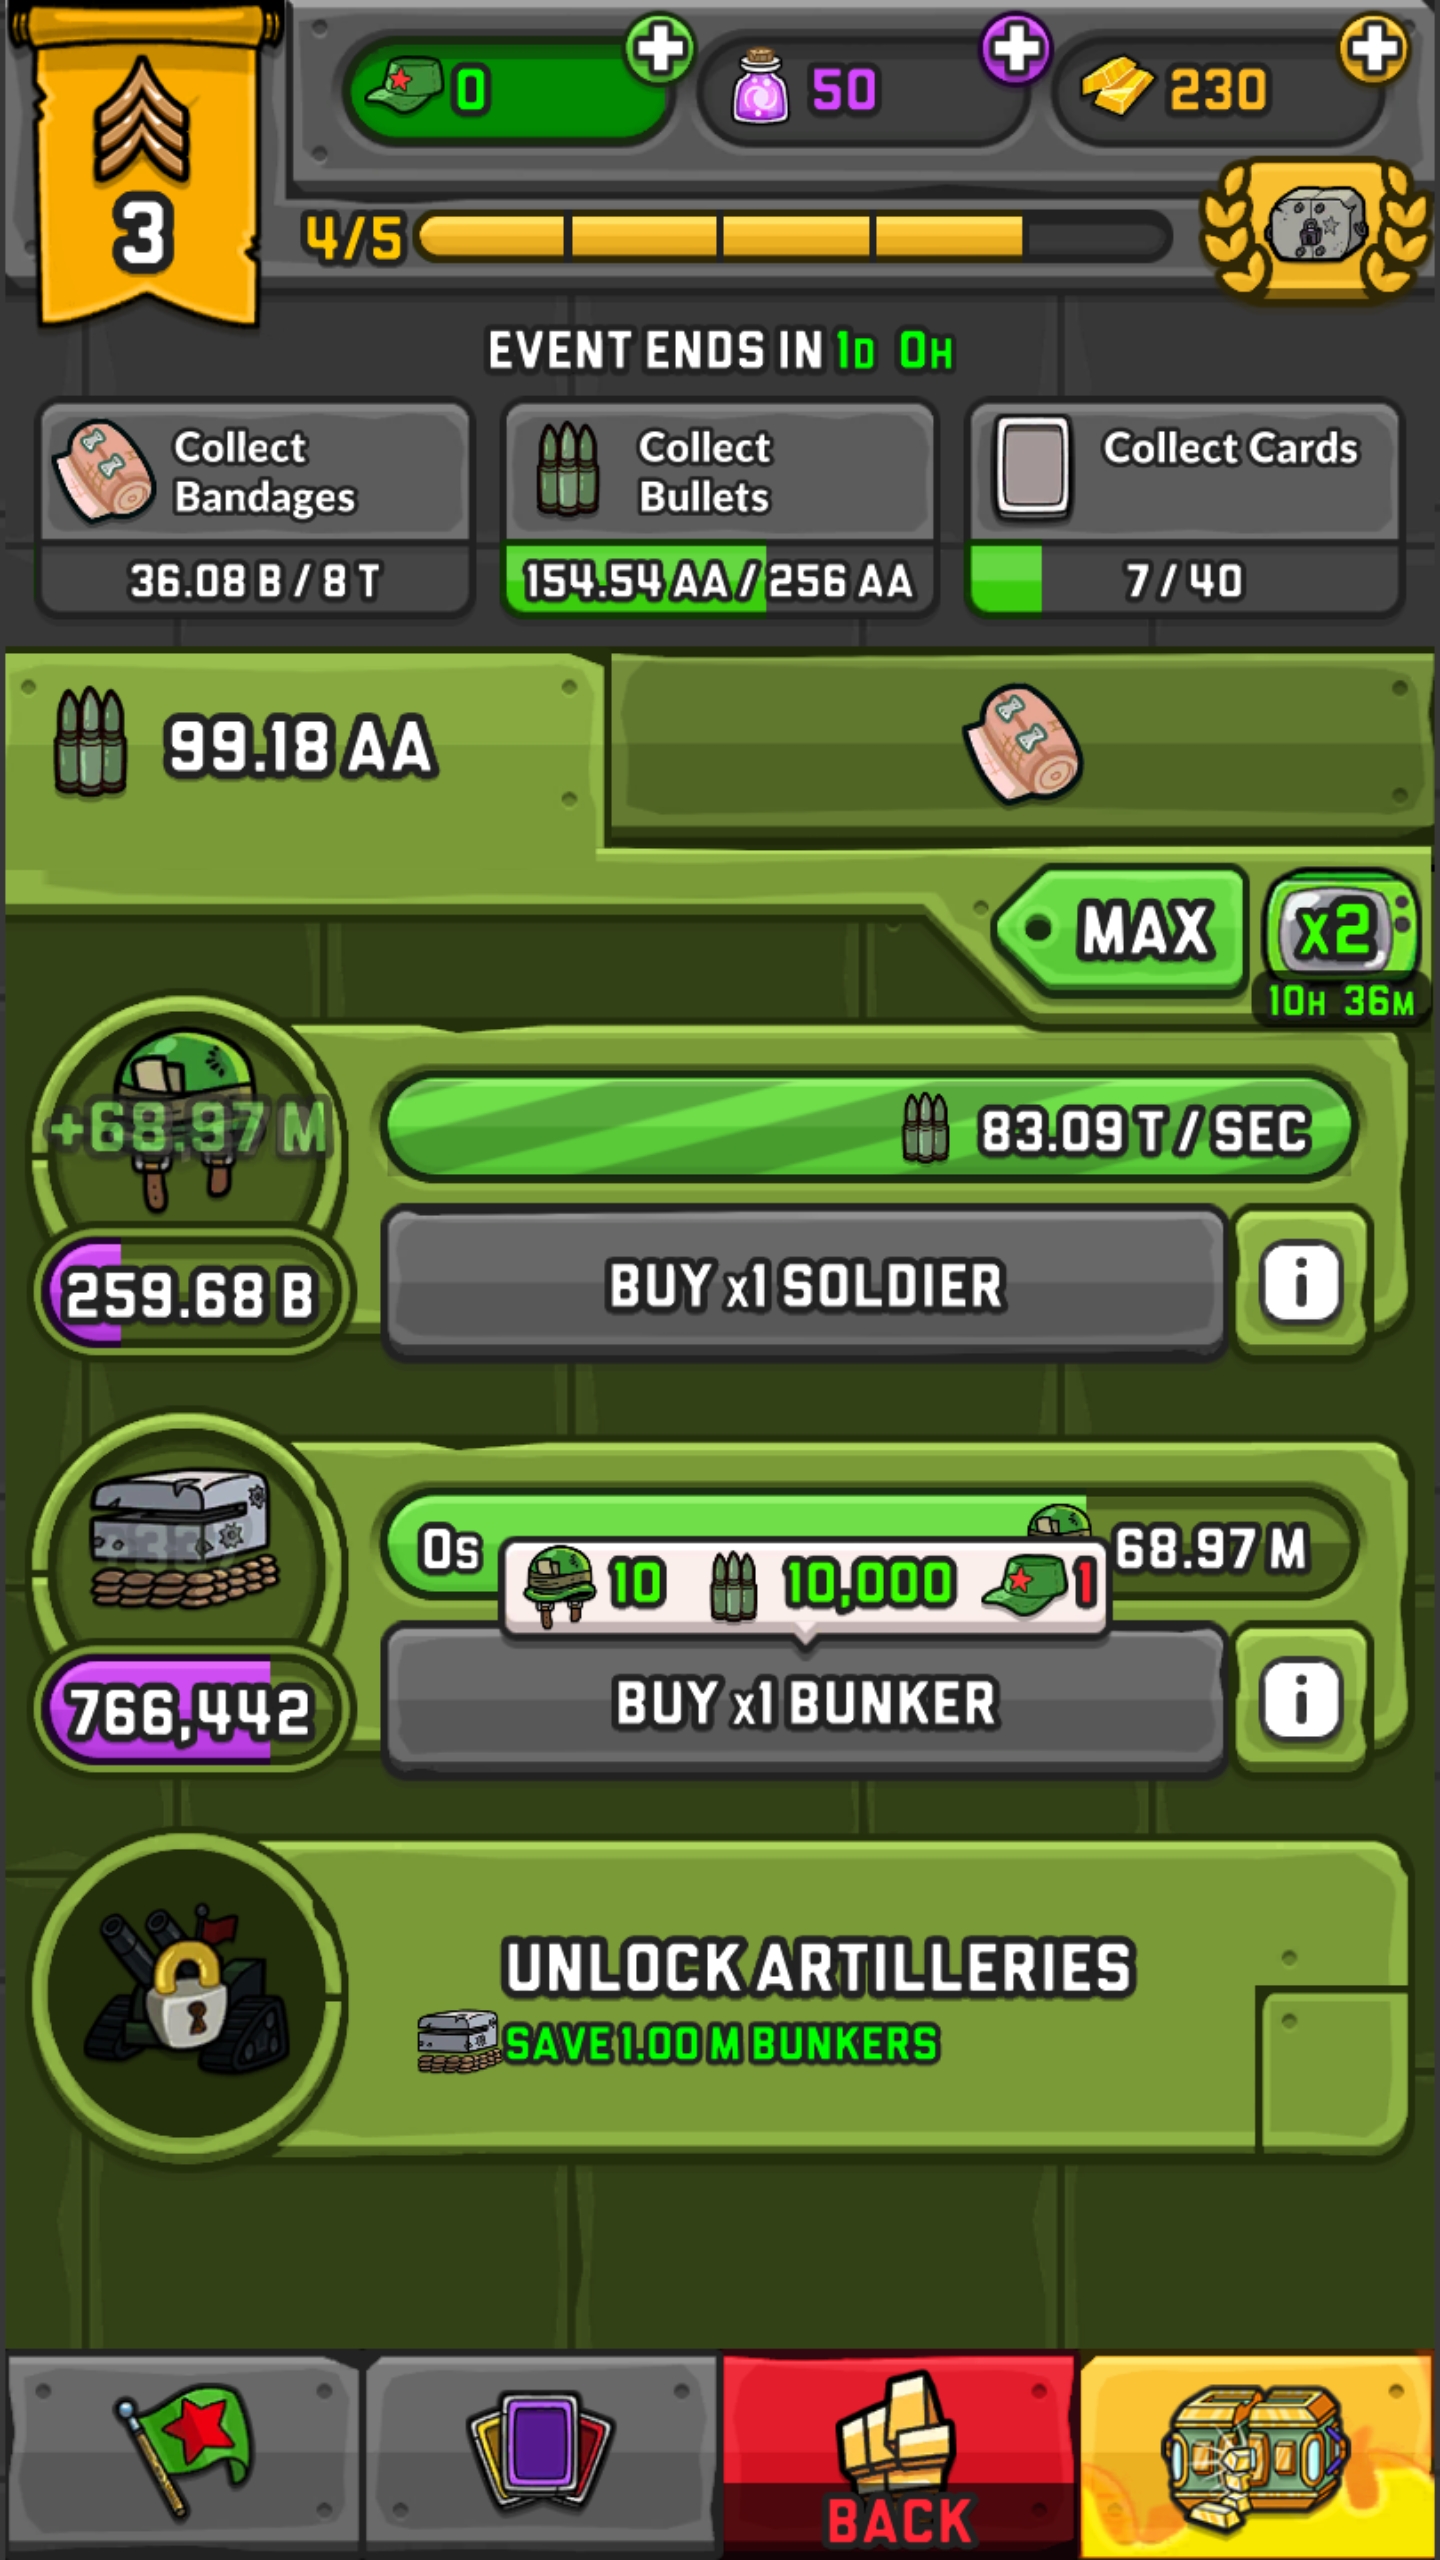 0
50
230
3
4/5
EVENT ENDS IN 1D 0H
Collect Bandages
36.08 B / 8 T
Collect Bullets
154.54 AA / 256 AA
Collect Cards
7 / 40
99.18 AA
MAX
x2
10H 36M
+68.97 M
83.09 T / SEC
259.68 B
BUY x1 SOLDIER
i
0s
68.97 M
10
10,000
1
766,442
BUY x1 BUNKER
i
UNLOCK ARTILLERIES
SAVE 1.00 M BUNKERS
BACK